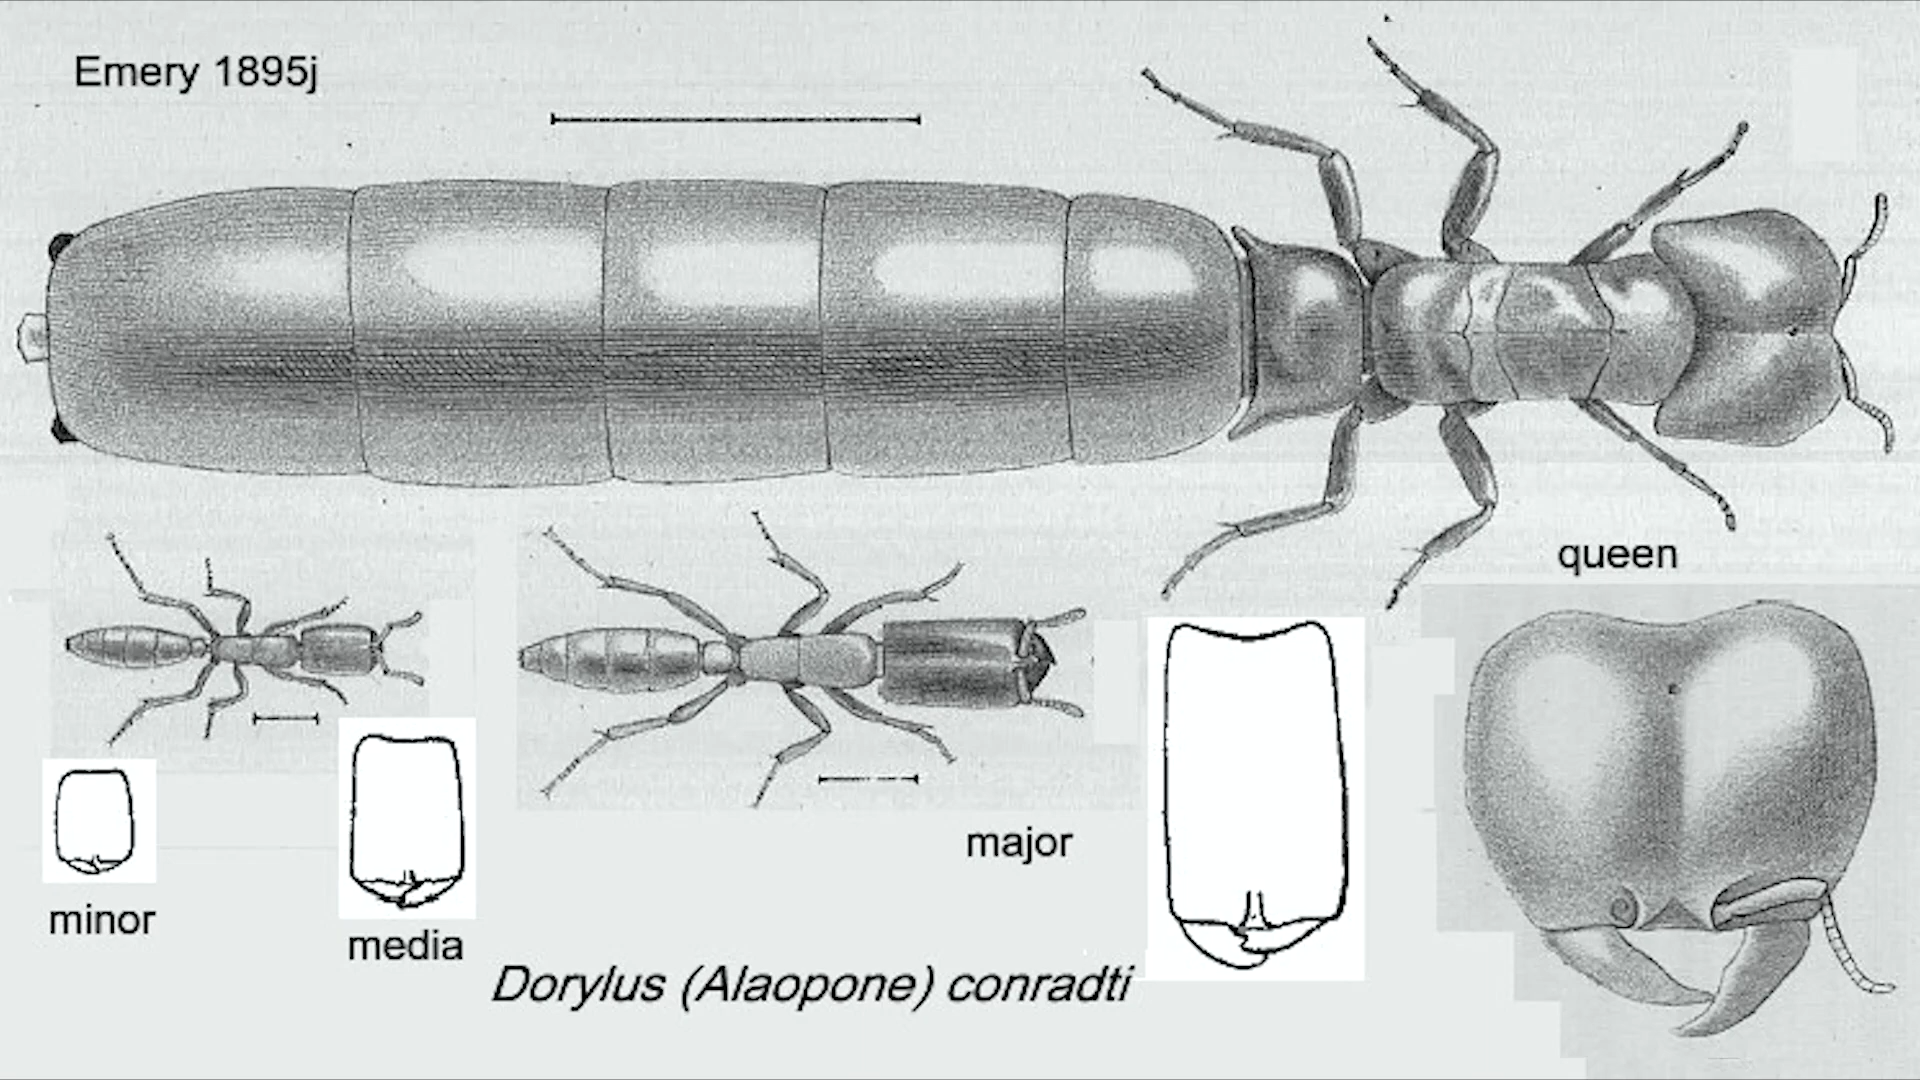 Emery 1895j
queen
major
minor
media
Dorylus (Alaopone) conradti